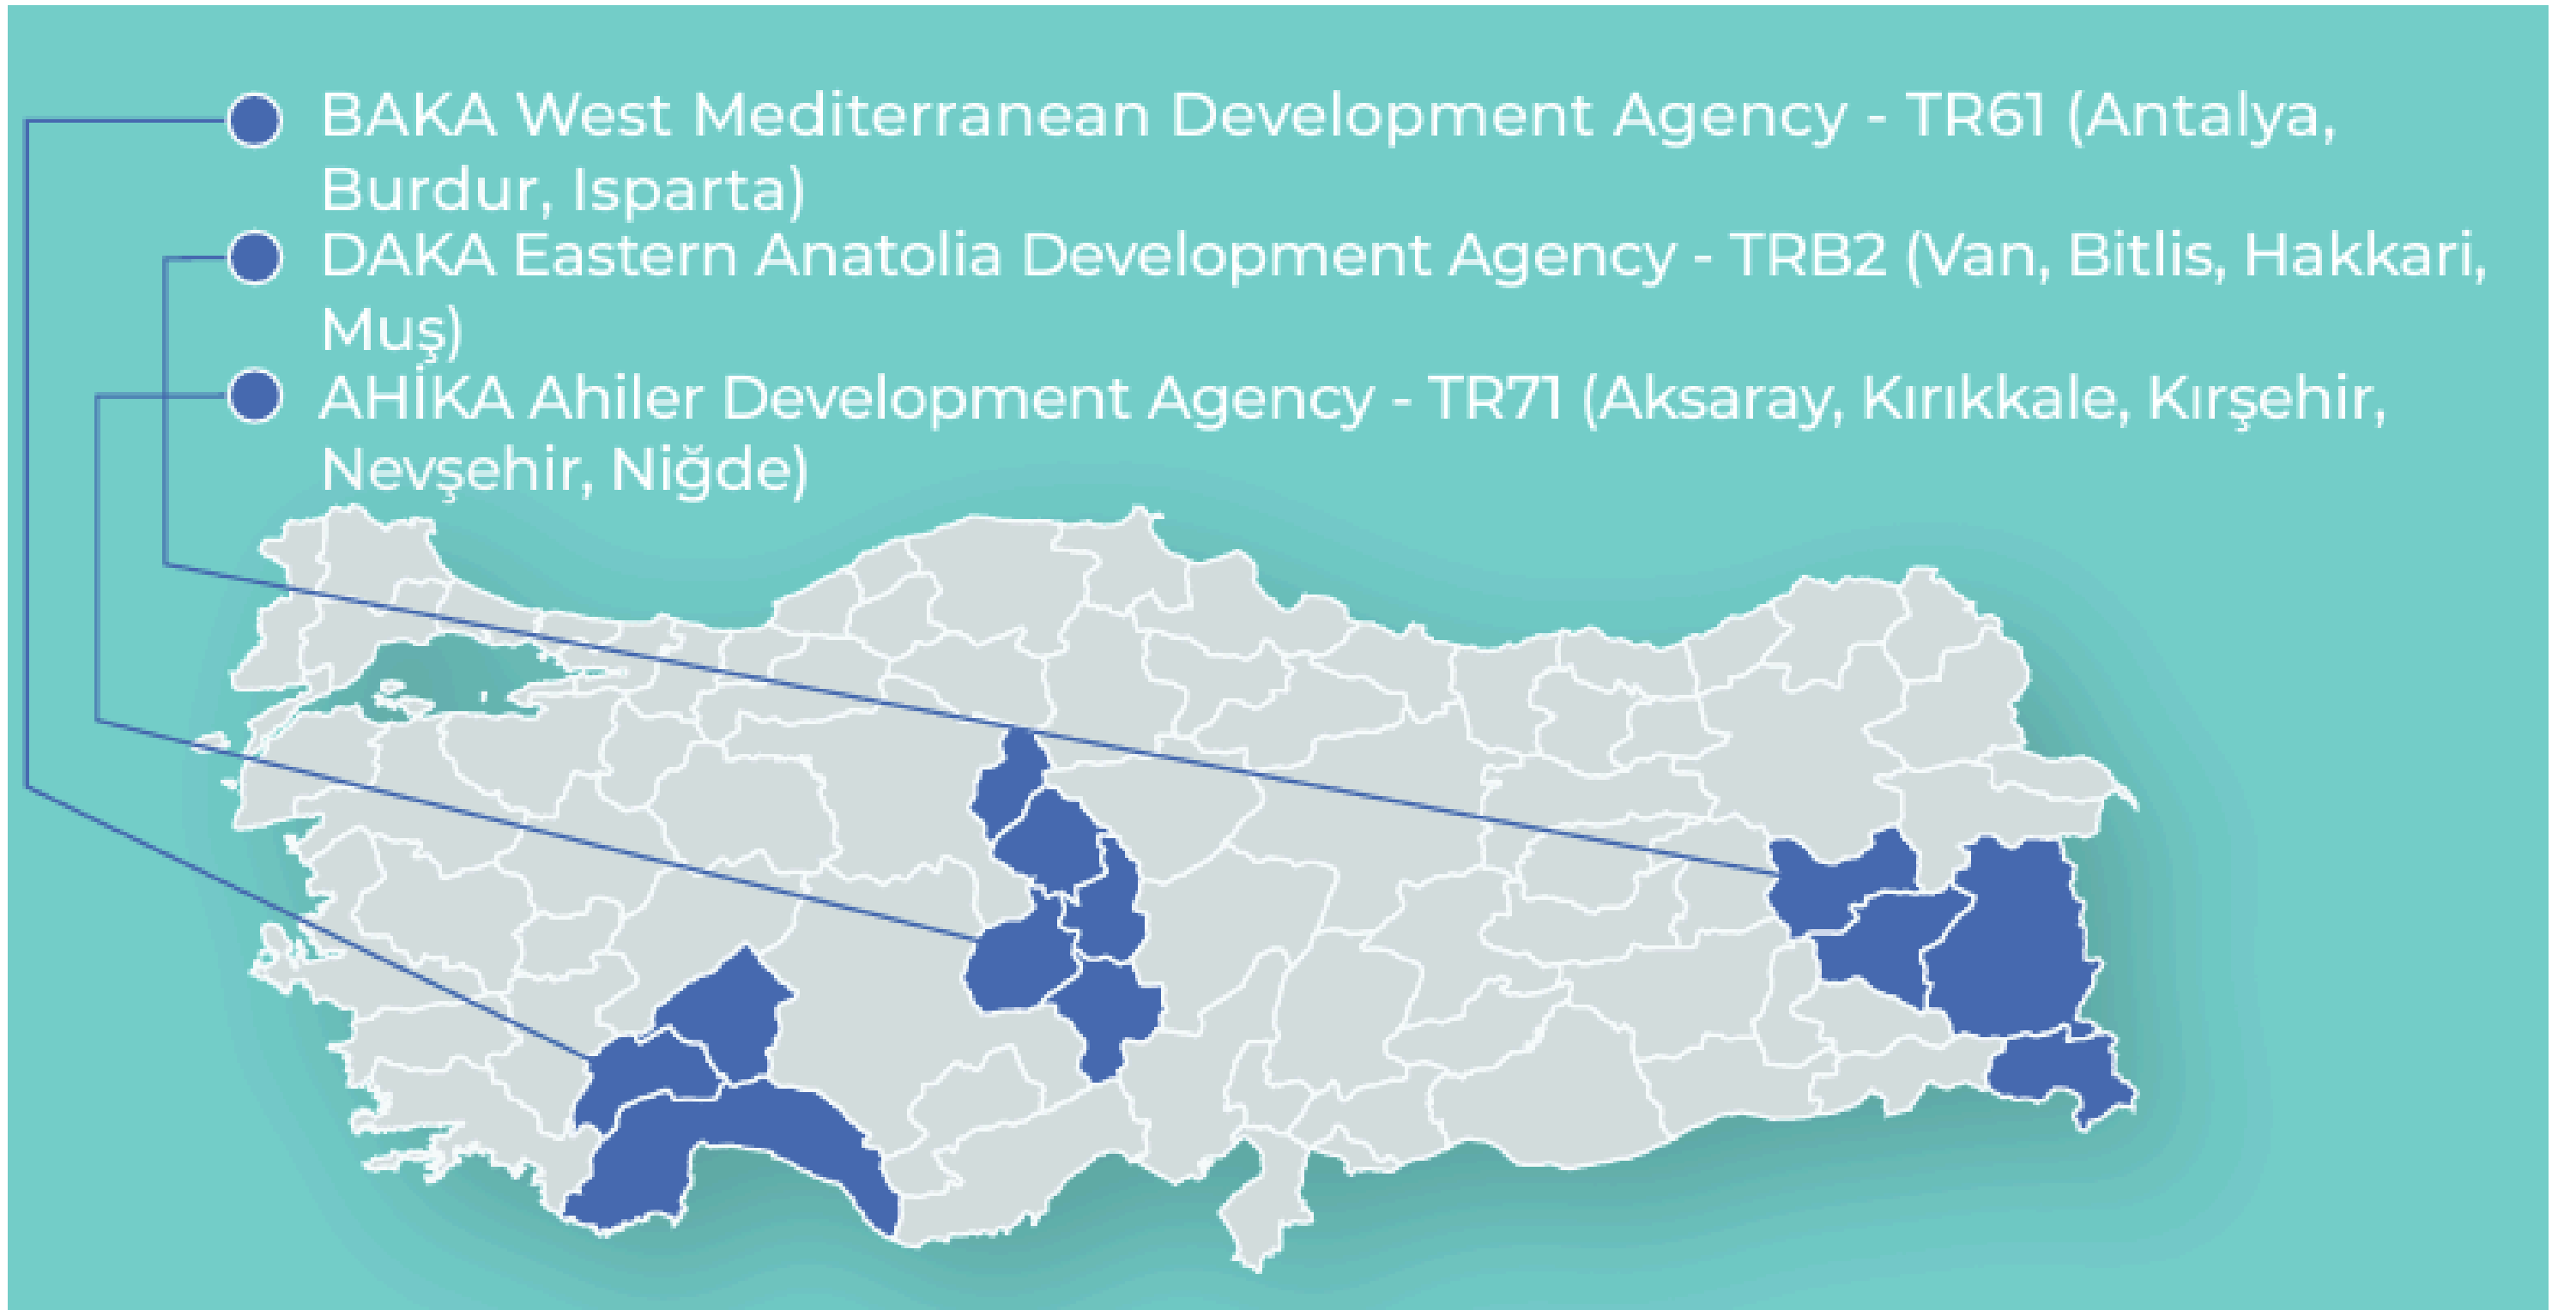 BAKA West Mediterranean Development Agency - TR61 (Antalya,
Burdur, Isparta)
DAKA Eastern Anatolia Development Agency - TRB2 (Van, Bitlis, Hakkari,
Muş)
AHİKA Ahiler Development Agency - TR71 (Aksaray, Kırıkkale, Kırşehir,
Nevşehir, Niğde)